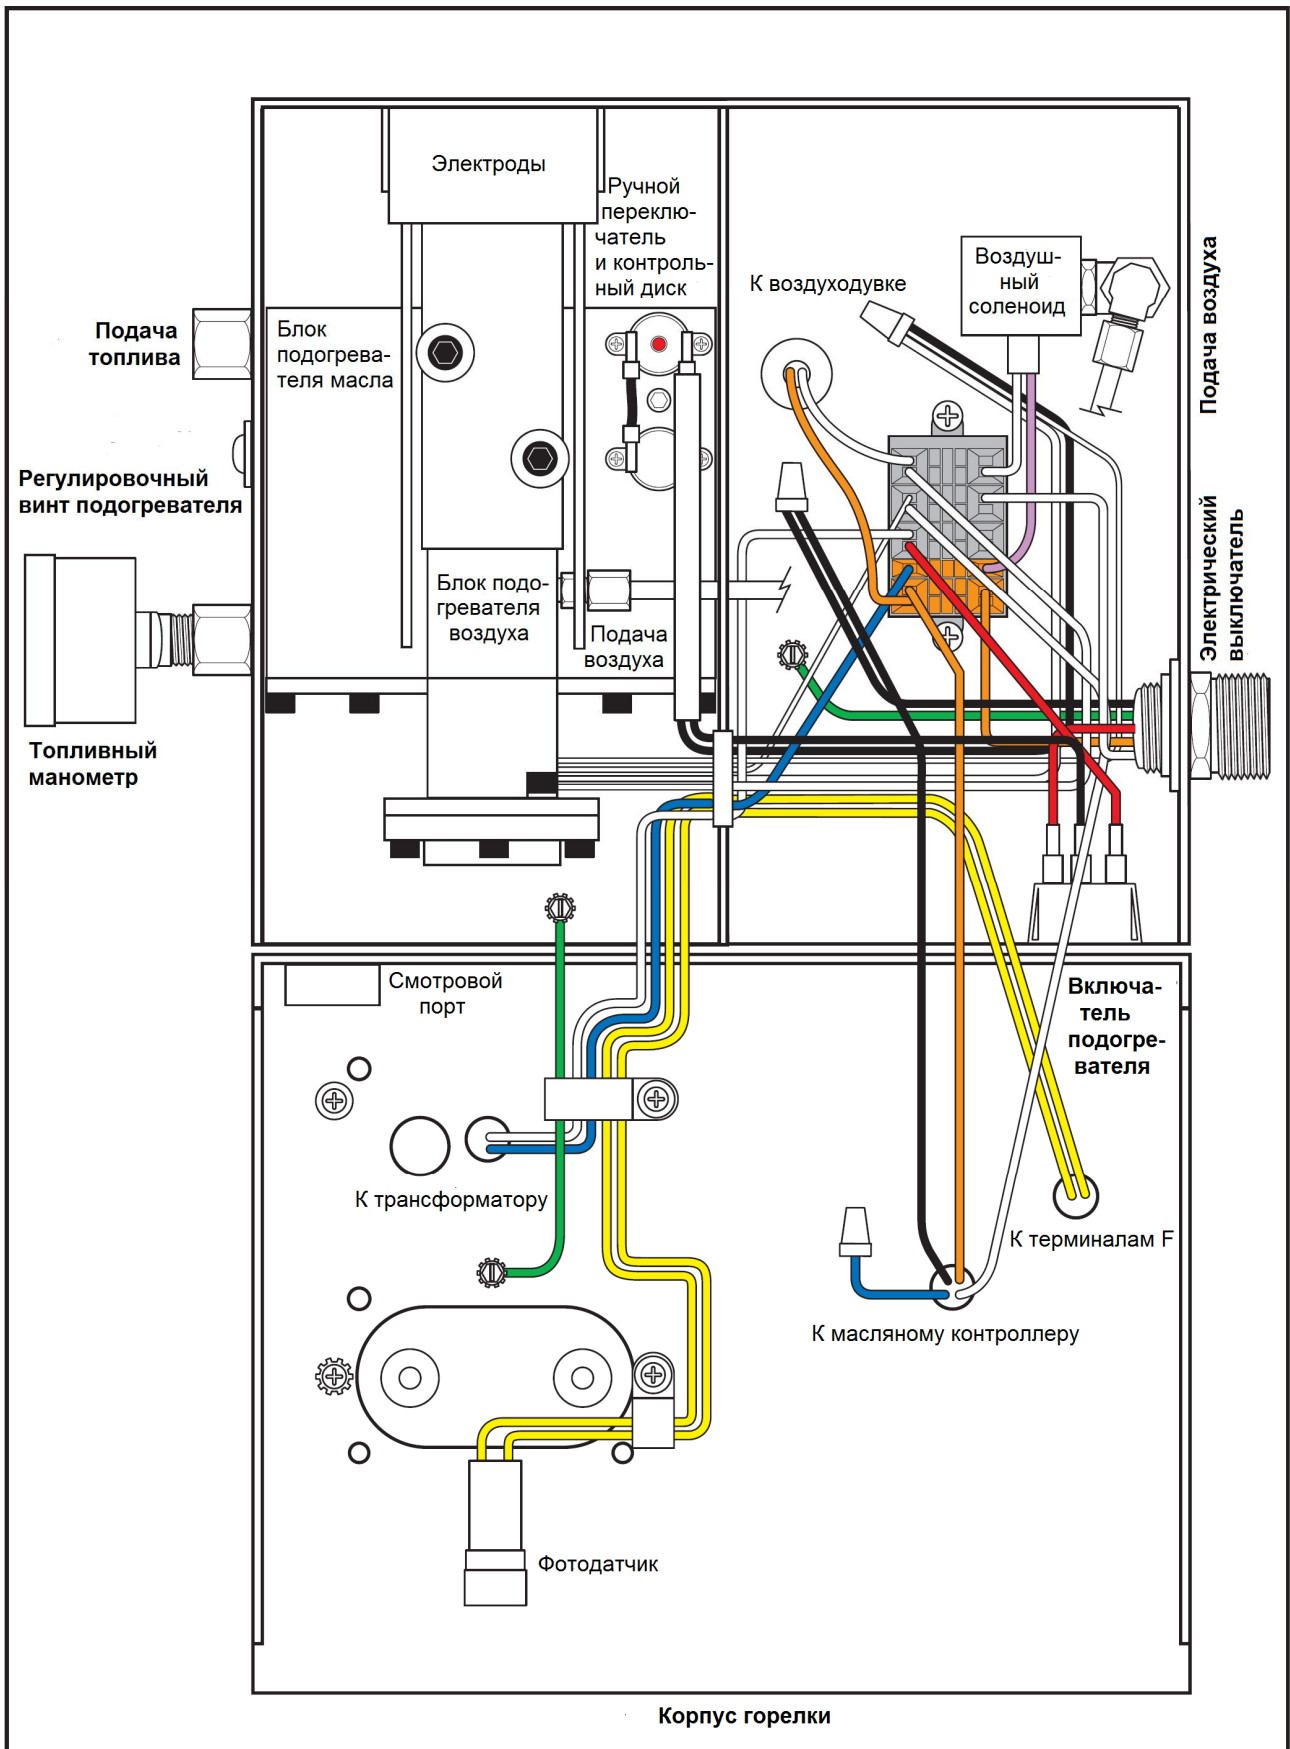 Электроды
Ручной
переклю-
чатель
и контроль-
ный диск
К воздуходувке
Воздуш-
ный
соленоид
Подача воздуха
Подача
топлива
Блок
подогрева-
теля масла
Регулировочный
винт подогревателя
Электрический
выключатель
Блок подо-
гревателя
воздуха
Подача
воздуха
Топливный
манометр
Смотровой
порт
Включа-
тель
подогре-
вателя
К трансформатору
К терминалам F
К масляному контроллеру
Фотодатчик
Корпус горелки